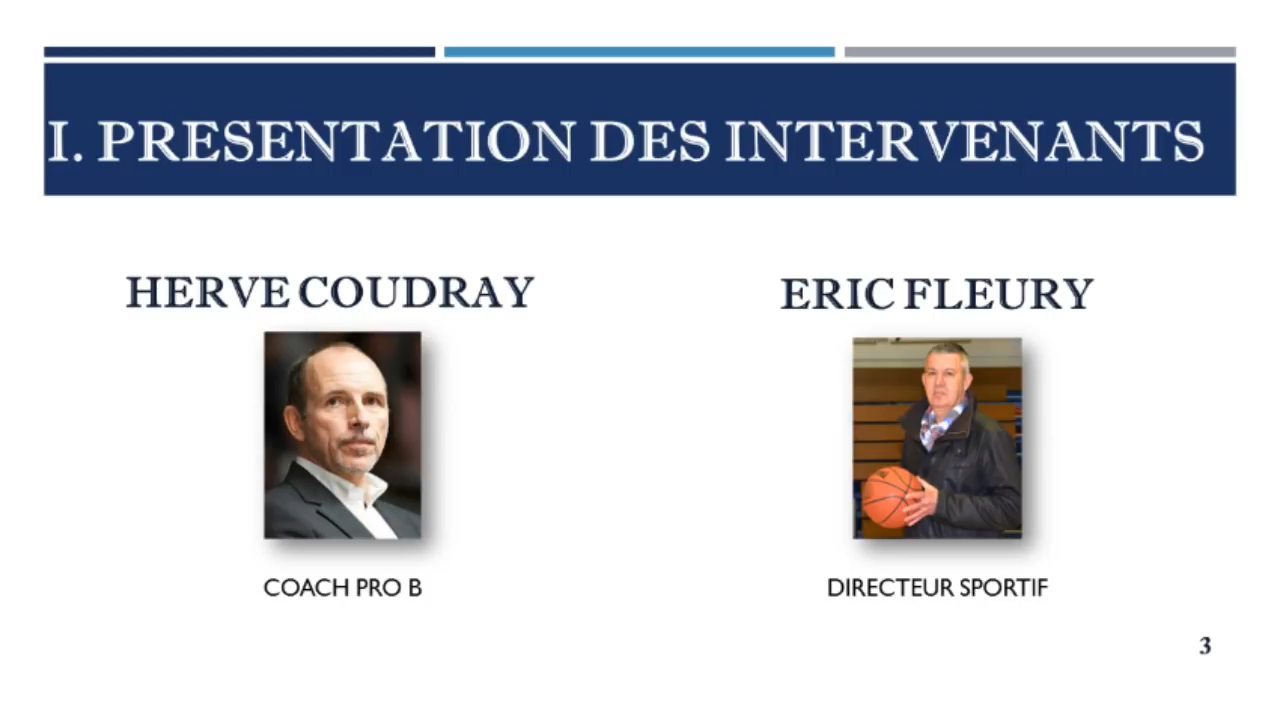 I. PRESENTATION DES INTERVENANTS
HERVE COUDRAY
ERIC FLEURY
COACH PRO B
DIRECTEUR SPORTIF
3